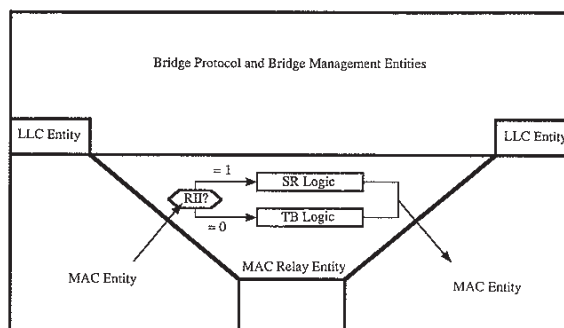 Bridge Protocol and Bridge Management Entities
LLC Entity
LLC Entity
= 1
SR Logic
RII?
TB Logic
=0
MAC Relay Entity
MAC Entity
MAC Entity